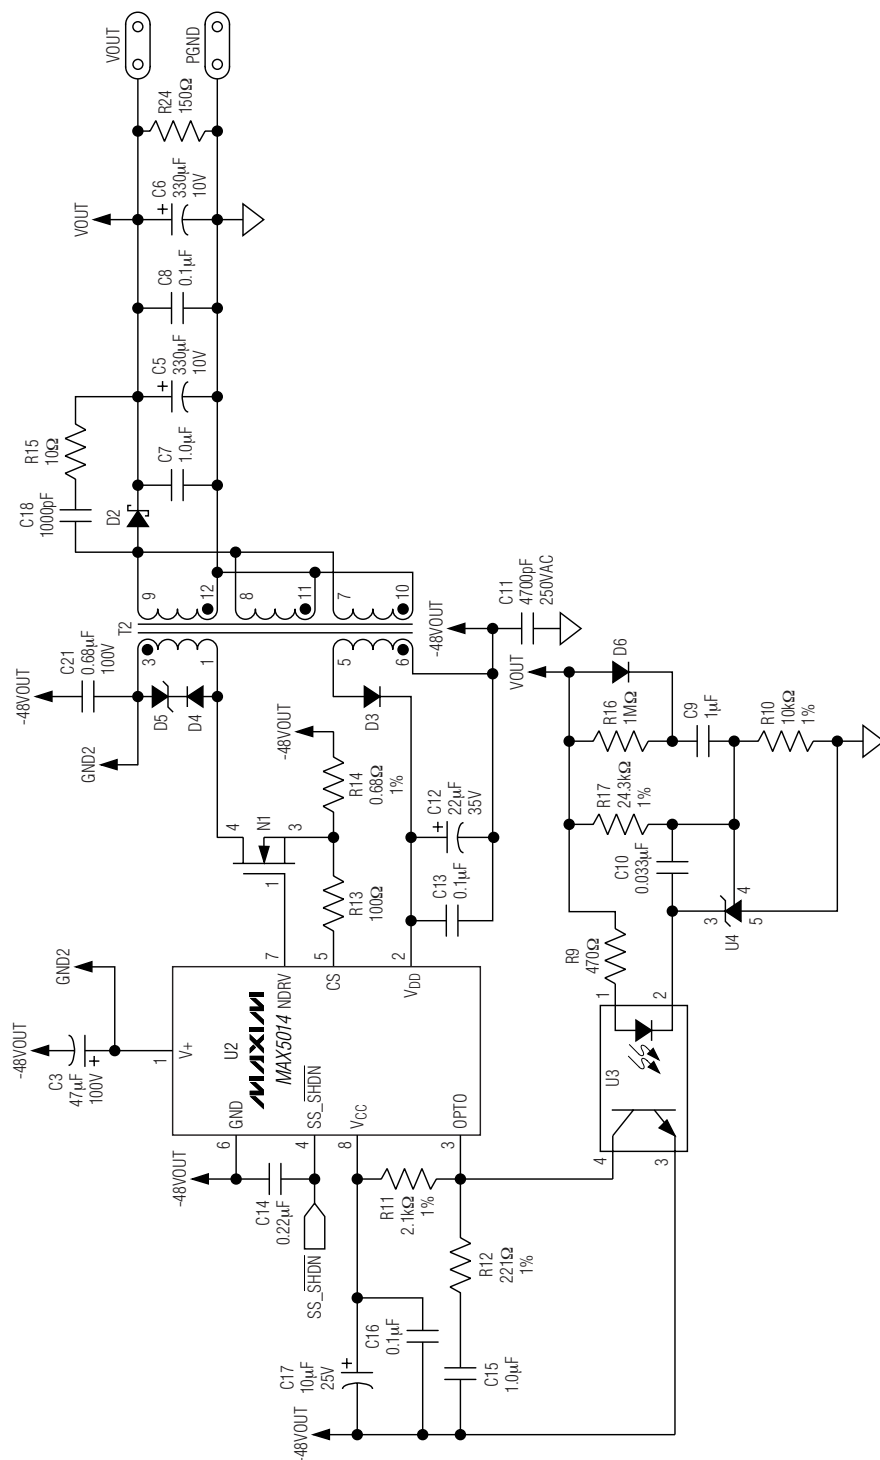 VOUT
PGND
R24
150Ω
VOUT
+
C6
330µF
10V
C8
0.1µF
+
C5
330µF
10V
R15
10Ω
C7
1.0µF
C18
1000pF
D2
9
12
8
11
7
10
T2
3
1
5
6
-48VOUT
C21
0.68µF
100V
GND2
D5
D4
-48VOUT
D3
-48VOUT
C11
4700pF
250VAC
R14
0.68Ω
1%
4
N1
3
1
R13
100Ω
+
C12
22µF
35V
C13
0.1µF
GND2
-48VOUT
C3
47µF
100V
+
1
V+
7
NDRV
5
CS
2
VDD
U2
MAXIM
MAX5014
6
GND
4
SS_SHDN
8
VCC
3
OPTO
-48VOUT
C14
0.22µF
SS_SHDN
R11
2.1kΩ
1%
R12
221Ω
1%
C17
10µF
25V
+
C16
0.1µF
C15
1.0µF
-48VOUT
VOUT
D6
R16
1MΩ
C9
1µF
R10
10kΩ
1%
R17
24.3kΩ
1%
C10
0.033µF
3
4
5
U4
R9
470Ω
1
2
U3
4
3